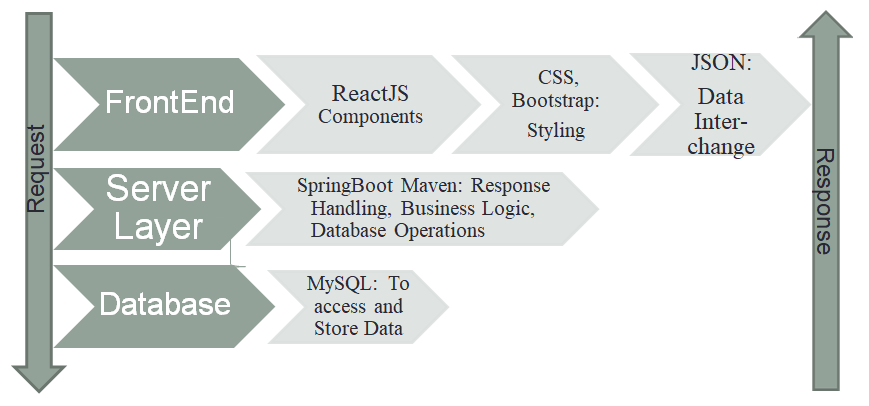 Request
FrontEnd
ReactJS
Components
CSS,
Bootstrap:
Styling
JSON:
Data
Inter-
change
Server
Layer
SpringBoot Maven: Response
Handling, Business Logic,
Database Operations
Database
MySQL: To
access and
Store Data
Response